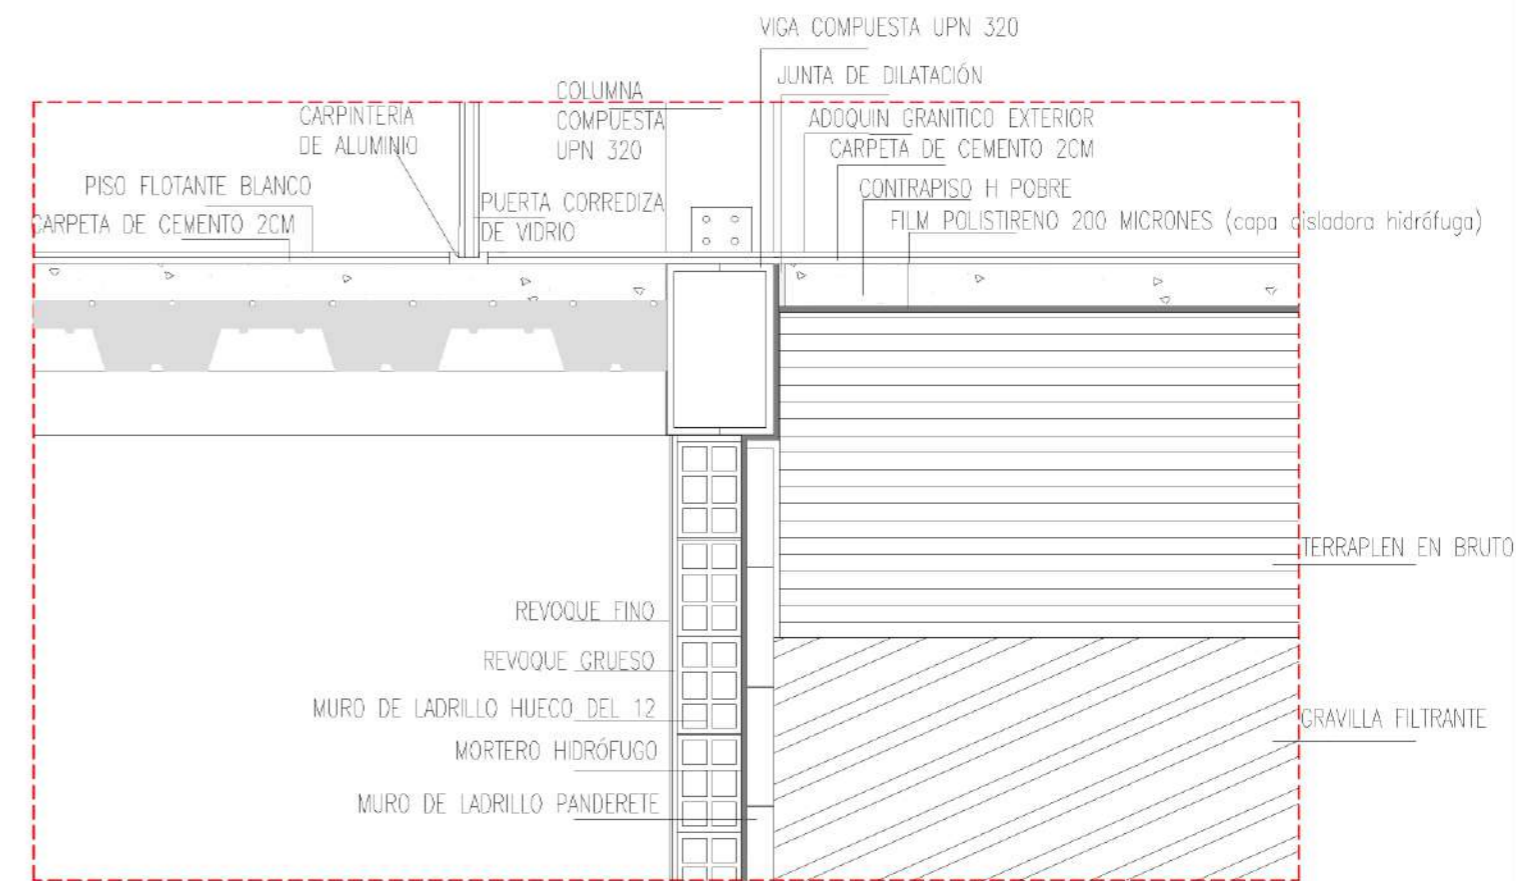 VIGA COMPUESTA UPN 320
JUNTA DE DILATACIÓN
COLUMNA
COMPUESTA
UPN 320
CARPINTERIA
DE ALUMINIO
ADOQUIN GRANITICO EXTERIOR
CARPETA DE CEMENTO 2CM
PISO FLOTANTE BLANCO
CONTRAPISO H POBRE
PUERTA CORREDIZA
DE VIDRIO
CARPETA DE CEMENTO 2CM
FILM POLISTIRENO 200 MICRONES (capa aisladora hidráfuga)
TERRAPLEN EN BRUTO
REVOQUE FINO
REVOQUE GRUESO
MURO DE LADRILLO HUECO DEL 12
GRAVILLA FILTRANTE
MORTERO HIDRÓFUGO
MURO DE LADRILLO PANDERETE